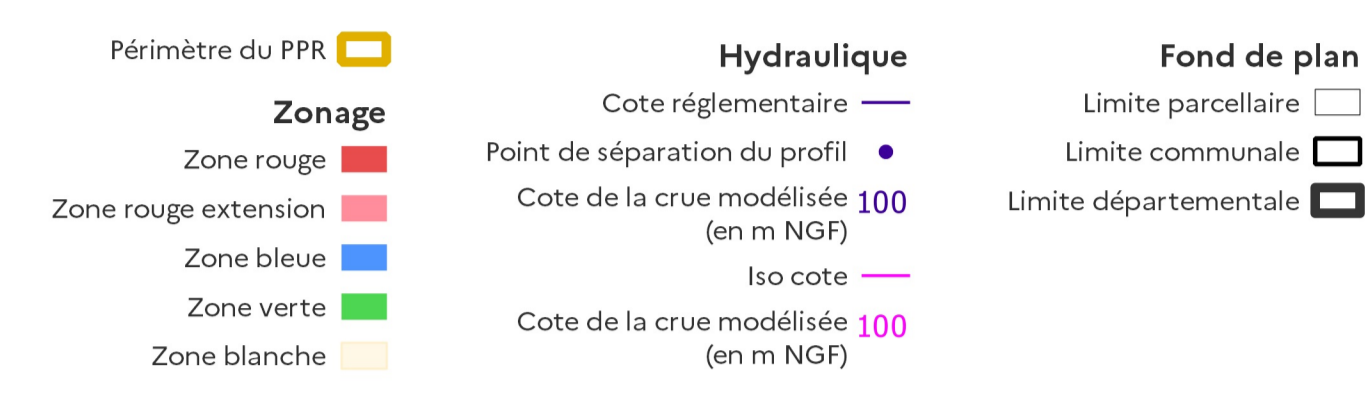 Périmètre du PPR
Zonage
Zone rouge
Zone rouge extension
Zone bleue
Zone verte
Zone blanche
Hydraulique
Cote réglementaire
Point de séparation du profil
Cote de la crue modélisée 100
(en m NGF)
Iso cote
Cote de la crue modélisée 100
(en m NGF)
Fond de plan
Limite parcellaire
Limite communale
Limite départementale